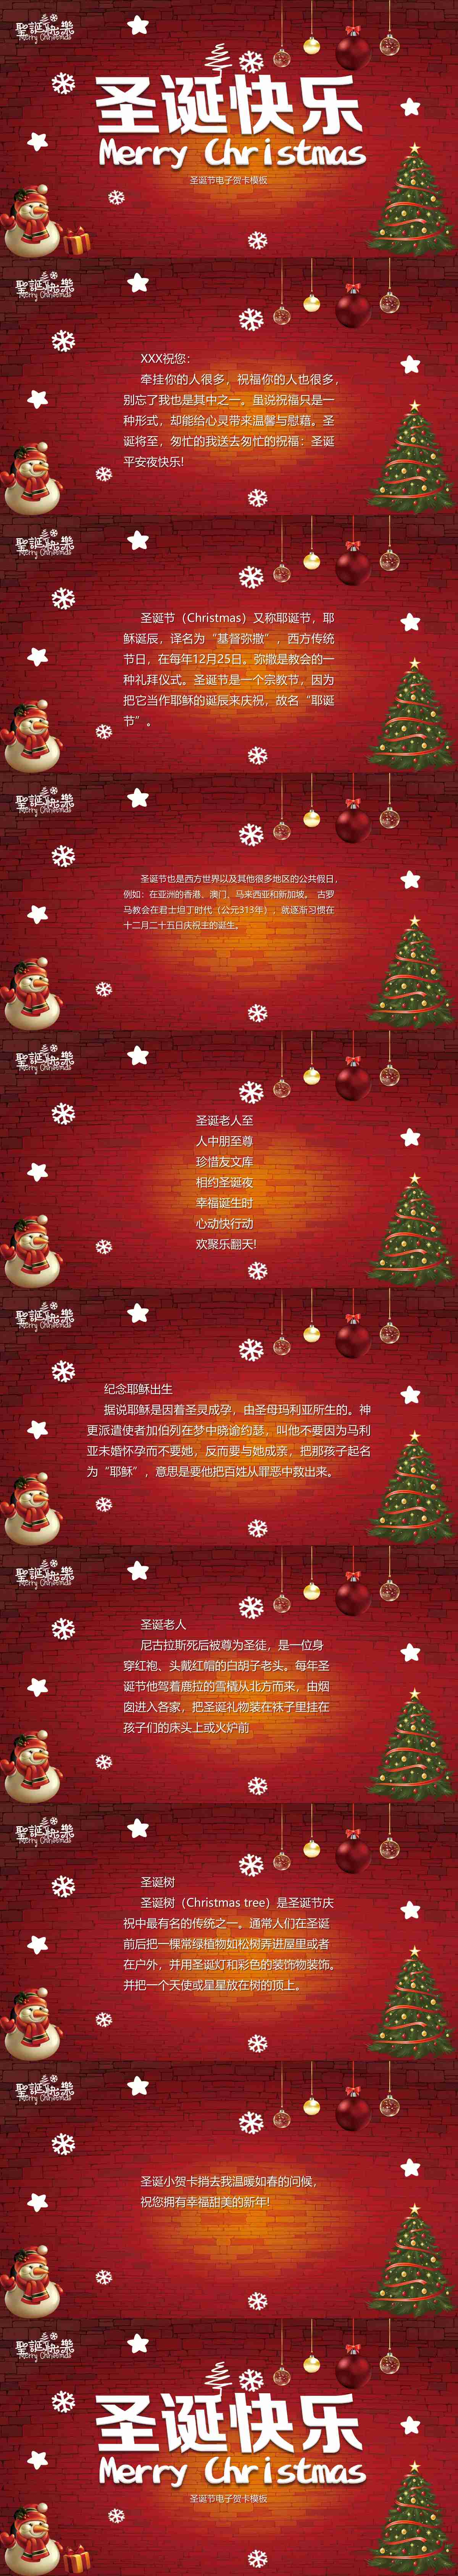 聖誕快樂
Merry Christmas
圣诞快乐
Merry Christmas
圣诞节电子贺卡模板
聖誕快樂
Merry Christmas
XXX祝您：
牵挂你的人很多，祝福你的人也很多，
别忘了我也是其中之一。虽说祝福只是一
种形式，却能给心灵带来温馨与慰藉。圣
诞将至，匆忙的我送去匆忙的祝福：圣诞
平安夜快乐!
聖誕快樂
Merry Christmas
圣诞节（Christmas）又称耶诞节，耶
稣诞辰，译名为“基督弥撒”，西方传统
节日，在每年12月25日。弥撒是教会的一
种礼拜仪式。圣诞节是一个宗教节，因为
把它当作耶稣的诞辰来庆祝，故名“耶诞
节”。
聖誕快樂
Merry Christmas
圣诞节也是西方世界以及其他很多地区的公共假日，
例如：在亚洲的香港、澳门、马来西亚和新加坡。 古罗
马教会在君士坦丁时代（公元313年），就逐渐习惯在
十二月二十五日庆祝主的诞生。
聖誕快樂
Merry Christmas
圣诞老人至
人中朋至尊
珍惜友文库
相约圣诞夜
幸福诞生时
心动快行动
欢聚乐翻天!
聖誕快樂
Merry Christmas
纪念耶稣出生
据说耶稣是因着圣灵成孕，由圣母玛利亚所生的。神
更派遣使者加伯列在梦中晓谕约瑟，叫他不要因为马利
亚未婚怀孕而不要她，反而要与她成亲，把那孩子起名
为“耶稣”，意思是要他把百姓从罪恶中救出来。
聖誕快樂
Merry Christmas
圣诞老人
尼古拉斯死后被尊为圣徒，是一位身
穿红袍、头戴红帽的白胡子老头。每年圣
诞节他驾着鹿拉的雪橇从北方而来，由烟
囱进入各家，把圣诞礼物装在袜子里挂在
孩子们的床头上或火炉前
聖誕快樂
Merry Christmas
圣诞树
圣诞树（Christmas tree）是圣诞节庆
祝中最有名的传统之一。通常人们在圣诞
前后把一棵常绿植物如松树弄进屋里或者
在户外，并用圣诞灯和彩色的装饰物装饰。
并把一个天使或星星放在树的顶上。
聖誕快樂
Merry Christmas
圣诞小贺卡捎去我温暖如春的问候，
祝您拥有幸福甜美的新年!
聖誕快樂
Merry Christmas
圣诞快乐
Merry Christmas
圣诞节电子贺卡模板